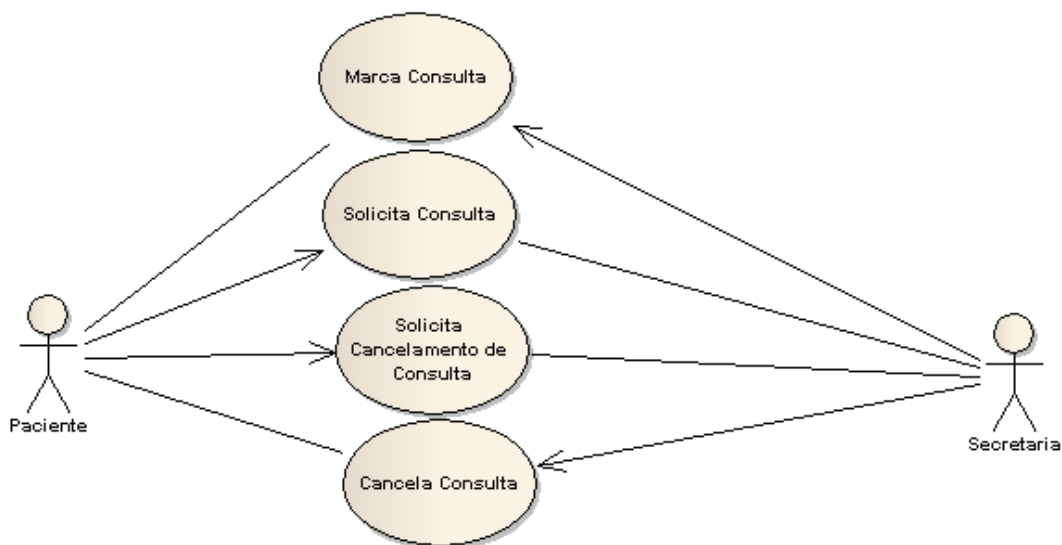 Marca Consulta
Solicita Consulta
Solicita
Cancelamento de
Consulta
Paciente
Secretaria
Cancela Consulta